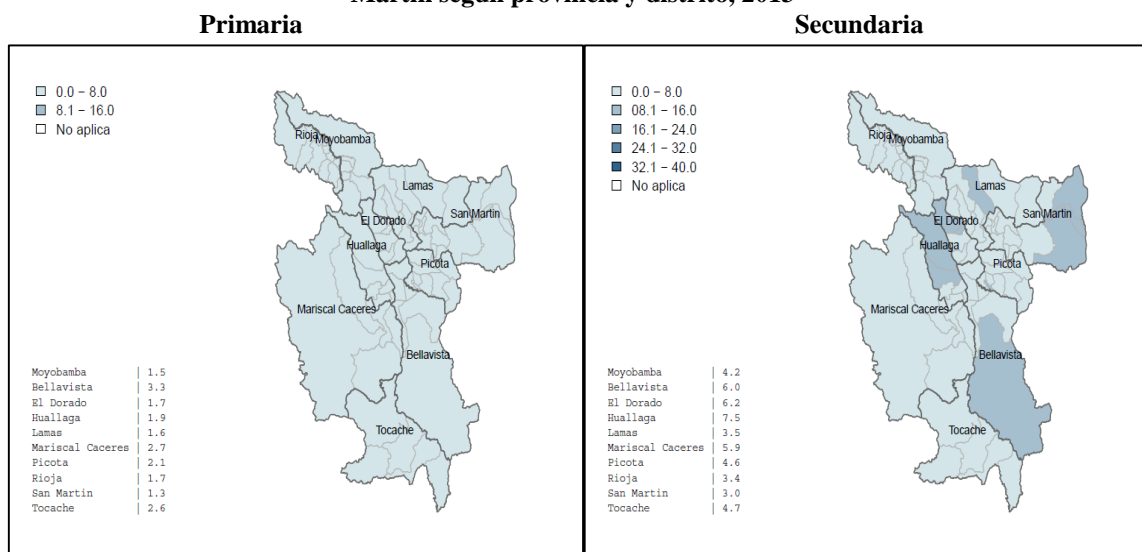 Martín según provincia y distrito, 2015
Primaria
Secundaria
0.0 – 8.0
8.1 – 16.0
No aplica
Rioja
Moyobamba
Lamas
San Martin
El Dorado
Huallaga
Picota
Mariscal Caceres
Bellavista
Tocache
Moyobamba | 1.5
Bellavista | 3.3
El Dorado | 1.7
Huallaga | 1.9
Lamas | 1.6
Mariscal Caceres | 2.7
Picota | 2.1
Rioja | 1.7
San Martin | 1.3
Tocache | 2.6
0.0 – 8.0
08.1 – 16.0
16.1 – 24.0
24.1 – 32.0
32.1 – 40.0
No aplica
Rioja
Moyobamba
Lamas
San Martin
El Dorado
Huallaga
Picota
Mariscal Caceres
Bellavista
Tocache
Moyobamba | 4.2
Bellavista | 6.0
El Dorado | 6.2
Huallaga | 7.5
Lamas | 3.5
Mariscal Caceres | 5.9
Picota | 4.6
Rioja | 3.4
San Martin | 3.0
Tocache | 4.7